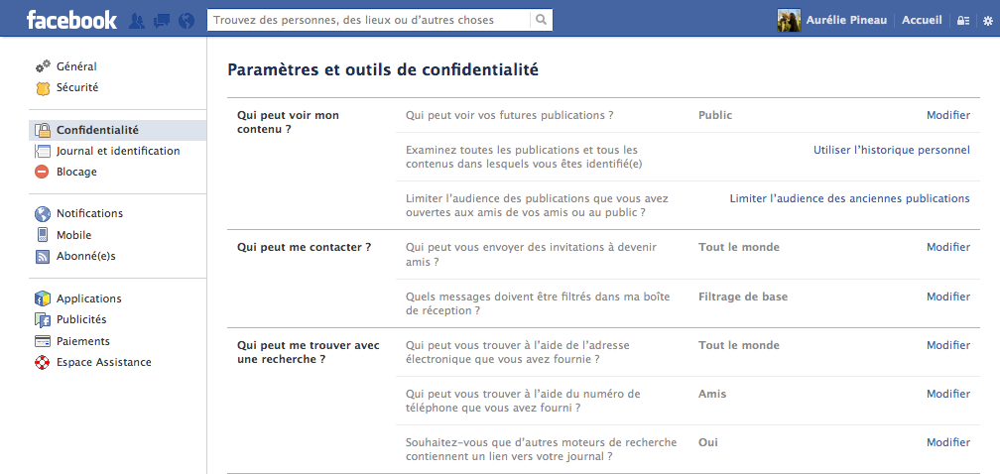 facebook
Trouvez des personnes, des lieux ou d'autres choses
Aurélie Pineau
Accueil
Général
Sécurité
Confidentialité
Journal et identification
Blocage
Notifications
Mobile
Abonné(e)s
Applications
Publicités
Paiements
Espace Assistance
Paramètres et outils de confidentialité
Qui peut voir mon
contenu ?
Qui peut voir vos futures publications ?
Public
Modifier
Examinez toutes les publications et tous les
contenus dans lesquels vous êtes identifié(e)
Utiliser l'historique personnel
Limiter l'audience des publications que vous avez
ouvertes aux amis de vos amis ou au public ?
Limiter l'audience des anciennes publications
Qui peut me contacter ?
Qui peut vous envoyer des invitations à devenir
amis ?
Tout le monde
Modifier
Quels messages doivent être filtrés dans ma boîte
de réception ?
Filtrage de base
Modifier
Qui peut me trouver avec
une recherche ?
Qui peut vous trouver à l'aide de l'adresse
électronique que vous avez fournie ?
Tout le monde
Modifier
Qui peut vous trouver à l'aide du numéro de
téléphone que vous avez fourni ?
Amis
Modifier
Souhaitez-vous que d'autres moteurs de recherche
contiennent un lien vers votre journal ?
Oui
Modifier